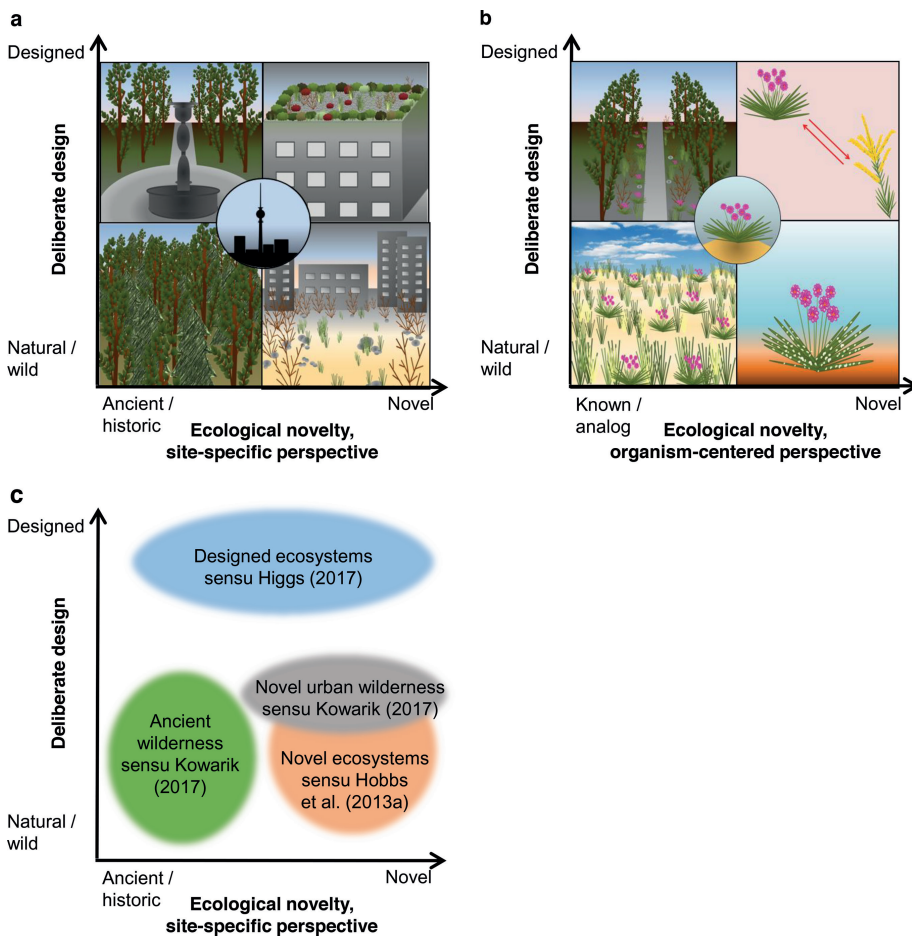 a
Designed
Deliberate design
Natural /
wild
Ancient /
historic
Novel
Ecological novelty,
site-specific perspective
b
Designed
Deliberate design
Natural /
wild
Known /
analog
Novel
Ecological novelty,
organism-centered perspective
c
Designed
Deliberate design
Natural /
wild
Designed ecosystems
sensu Higgs (2017)
Novel urban wilderness
sensu Kowarik (2017)
Ancient
wilderness
sensu Kowarik
(2017)
Novel ecosystems
sensu Hobbs
et al. (2013a)
Ancient /
historic
Novel
Ecological novelty,
site-specific perspective